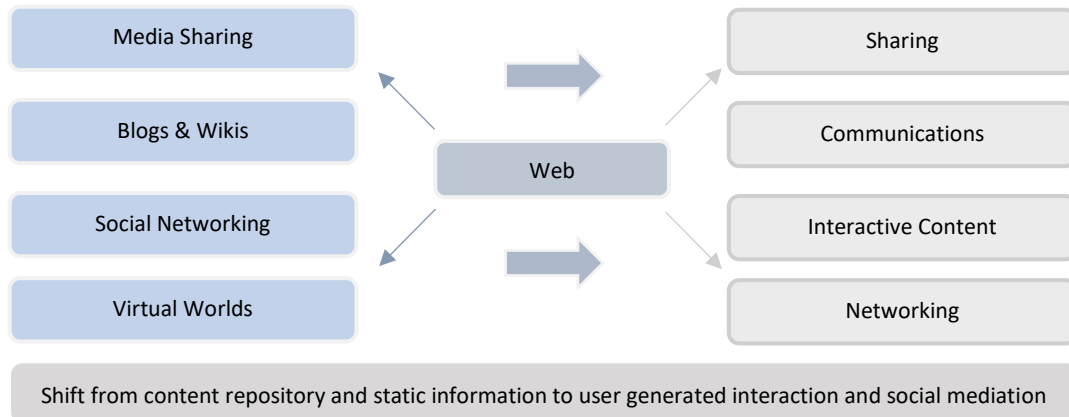 Media Sharing
Blogs & Wikis
Social Networking
Virtual Worlds
Web
Sharing
Communications
Interactive Content
Networking
Shift from content repository and static information to user generated interaction and social mediation